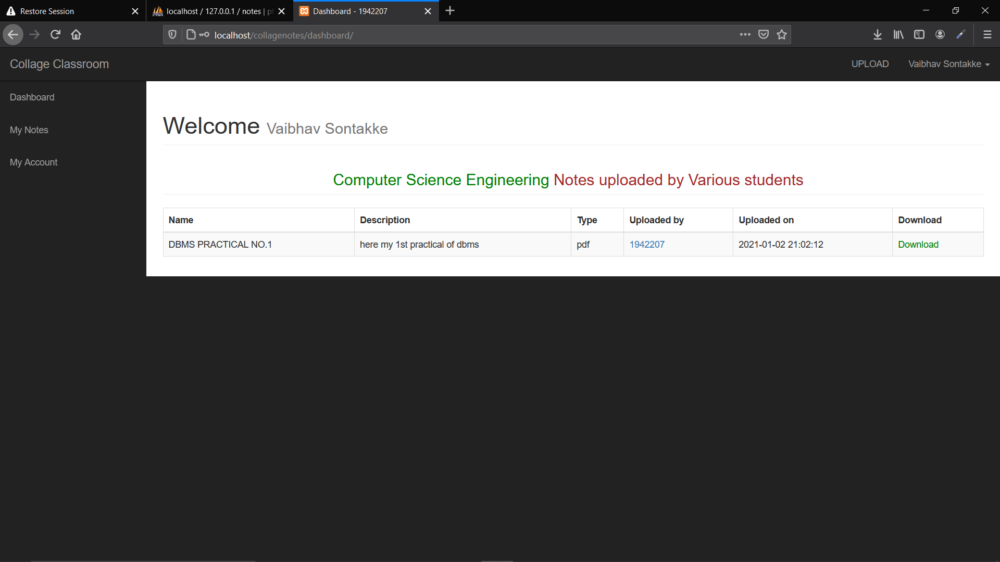 Restore Session
localhost / 127.0.0.1 / notes | ph
Dashboard - 1942207
localhost/collagenotes/dashboard/
Collage Classroom
UPLOAD
Vaibhav Sontakke
Dashboard
My Notes
My Account
Welcome Vaibhav Sontakke
Computer Science Engineering Notes uploaded by Various students
Name Description Type Uploaded by Uploaded on Download
DBMS PRACTICAL NO.1 here my 1st practical of dbms pdf 1942207 2021-01-02 21:02:12 Download